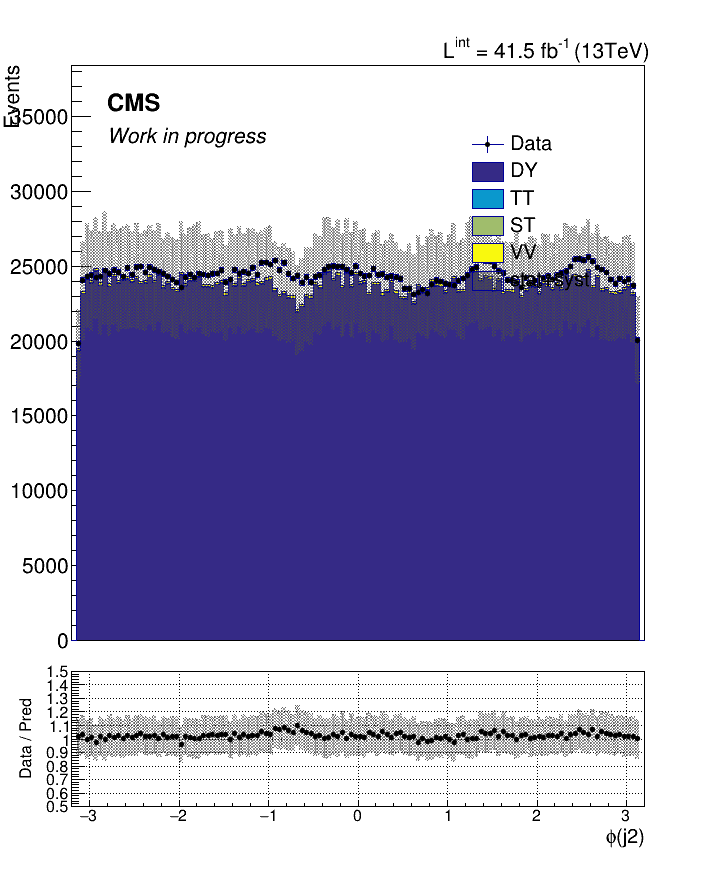 L^int = 41.5 fb^-1 (13TeV)
Events
CMS
Work in progress
Data
DY
TT
ST
VV
stat+syst
35000
30000
25000
20000
15000
10000
5000
0
Data / Pred
1.5
1.4
1.3
1.2
1.1
1
0.9
0.8
0.7
0.6
0.5
−3 −2 −1 0 1 2 3
ϕ(j2)